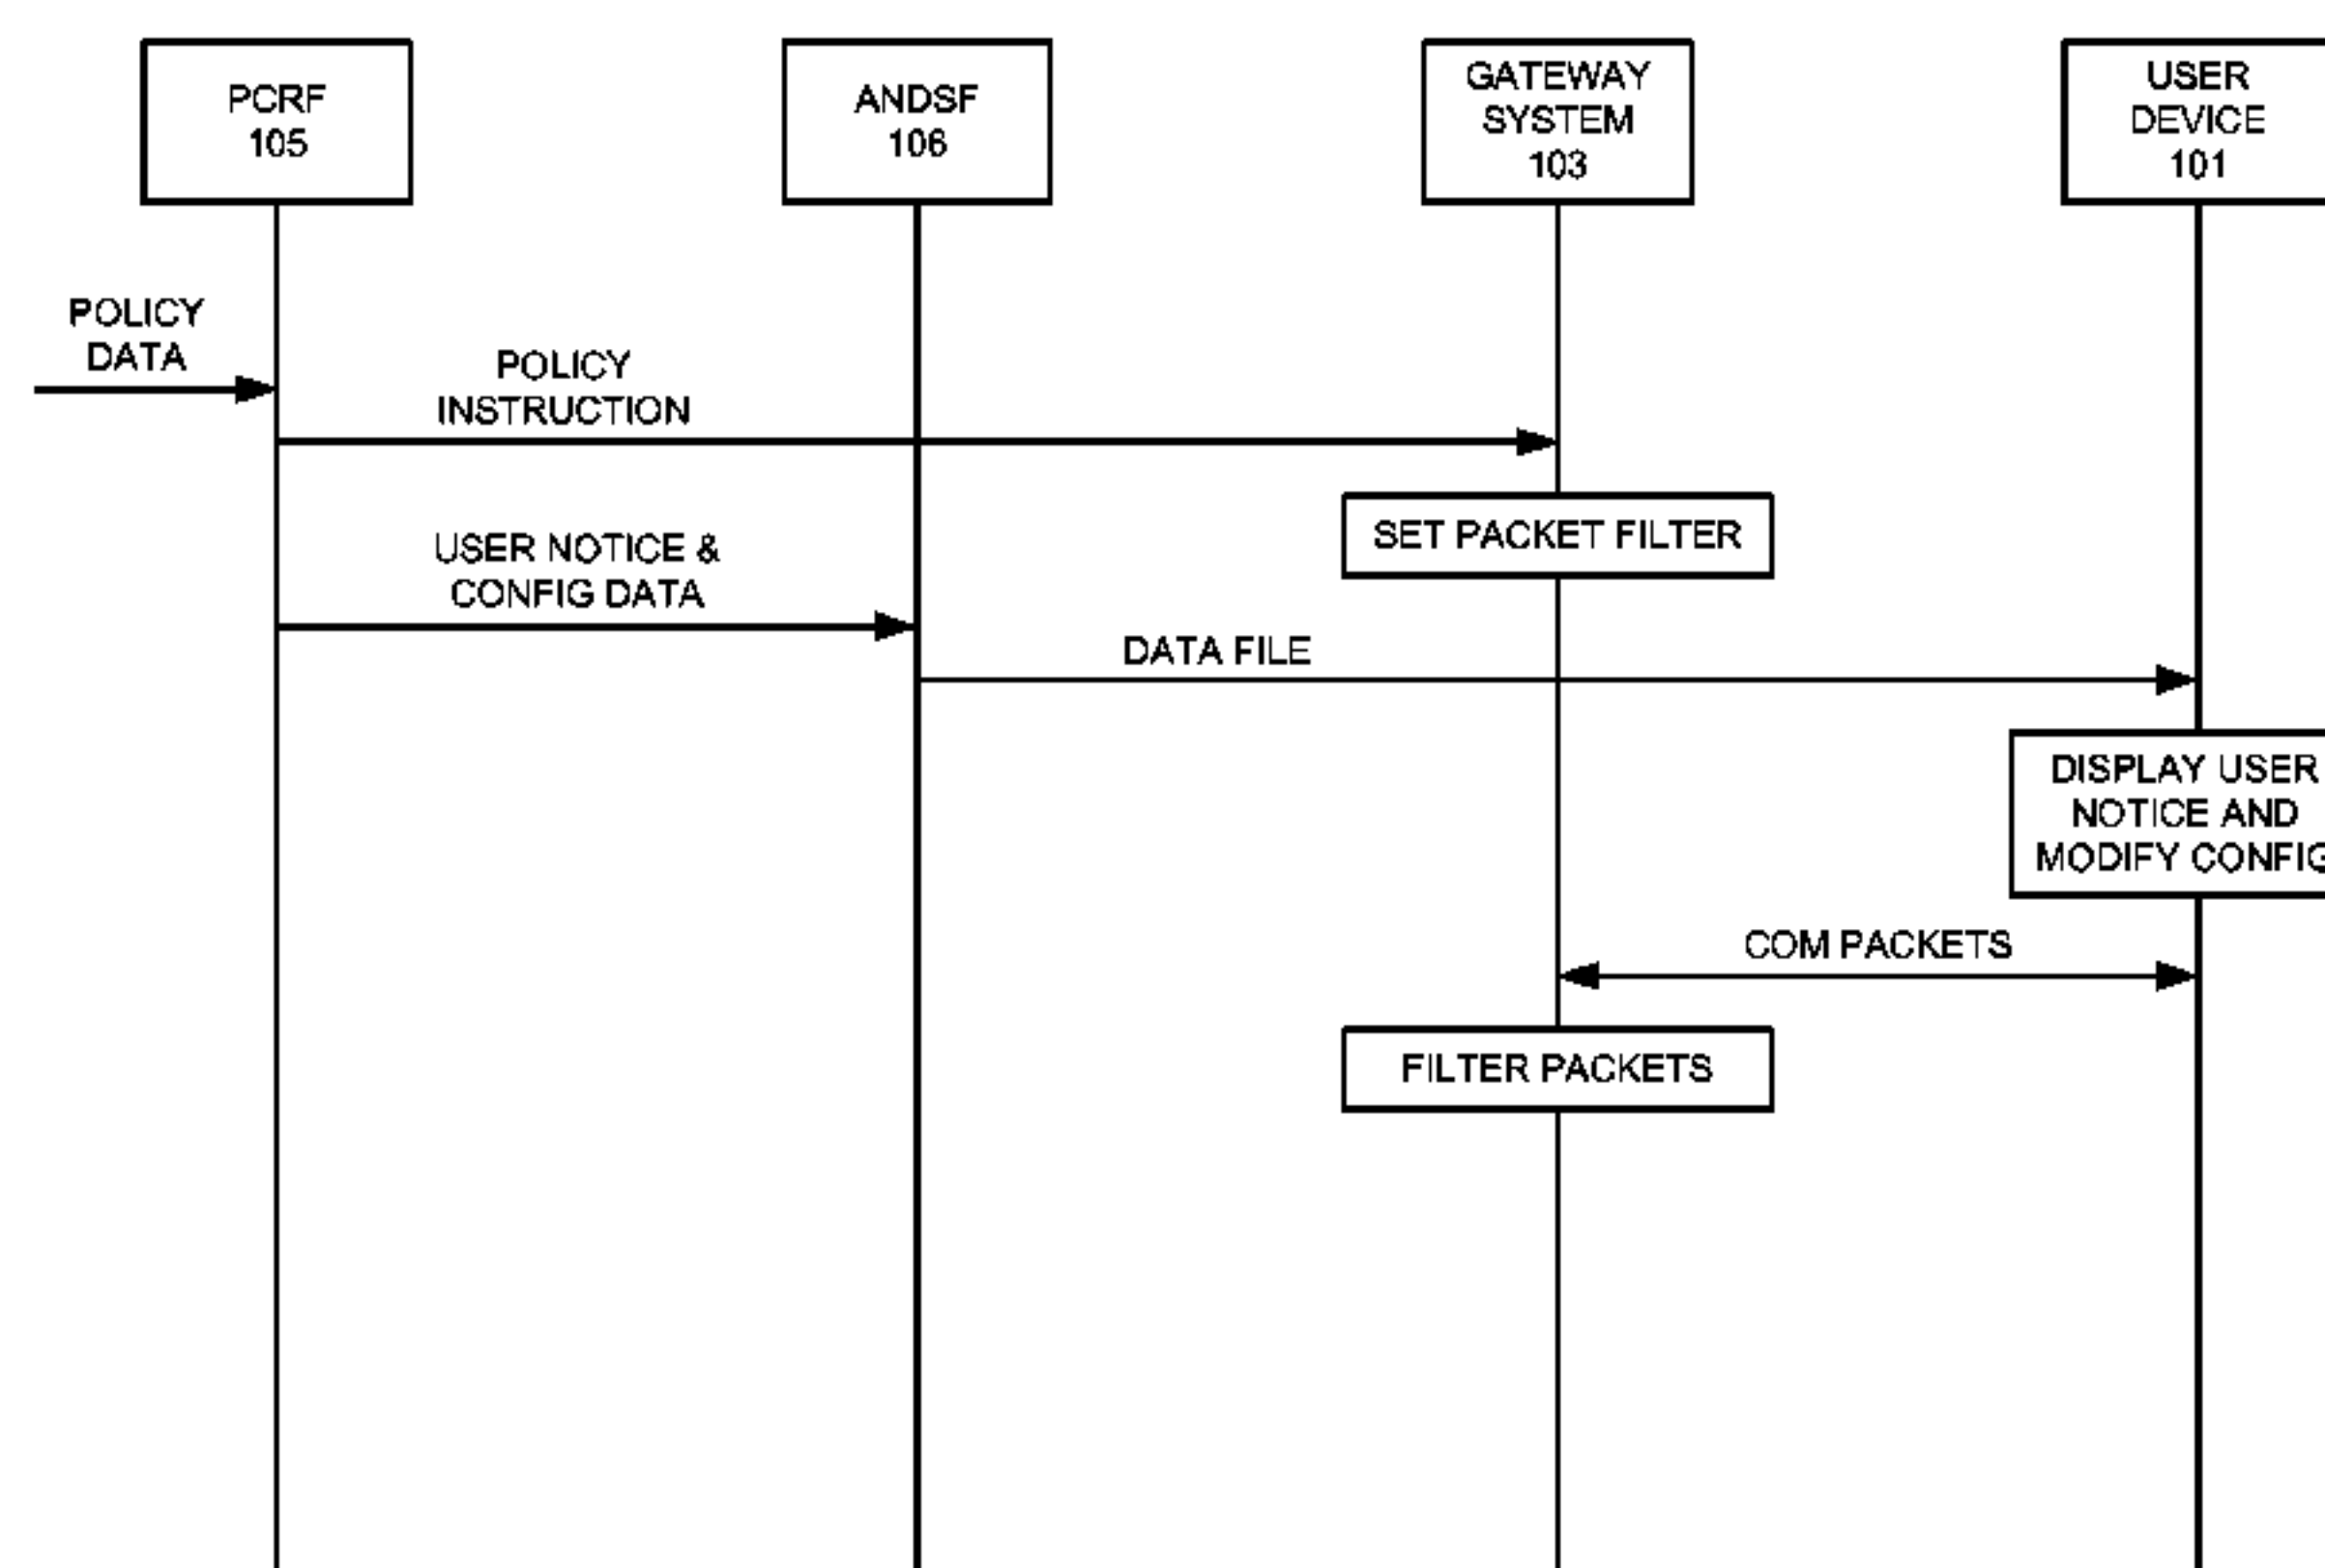 PCRF
105
ANDSF
106
GATEWAY
SYSTEM
103
USER
DEVICE
101
POLICY
DATA
POLICY
INSTRUCTION
SET PACKET FILTER
USER NOTICE &
CONFIG DATA
DATA FILE
DISPLAY USER
NOTICE AND
MODIFY CONFIG
COM PACKETS
FILTER PACKETS